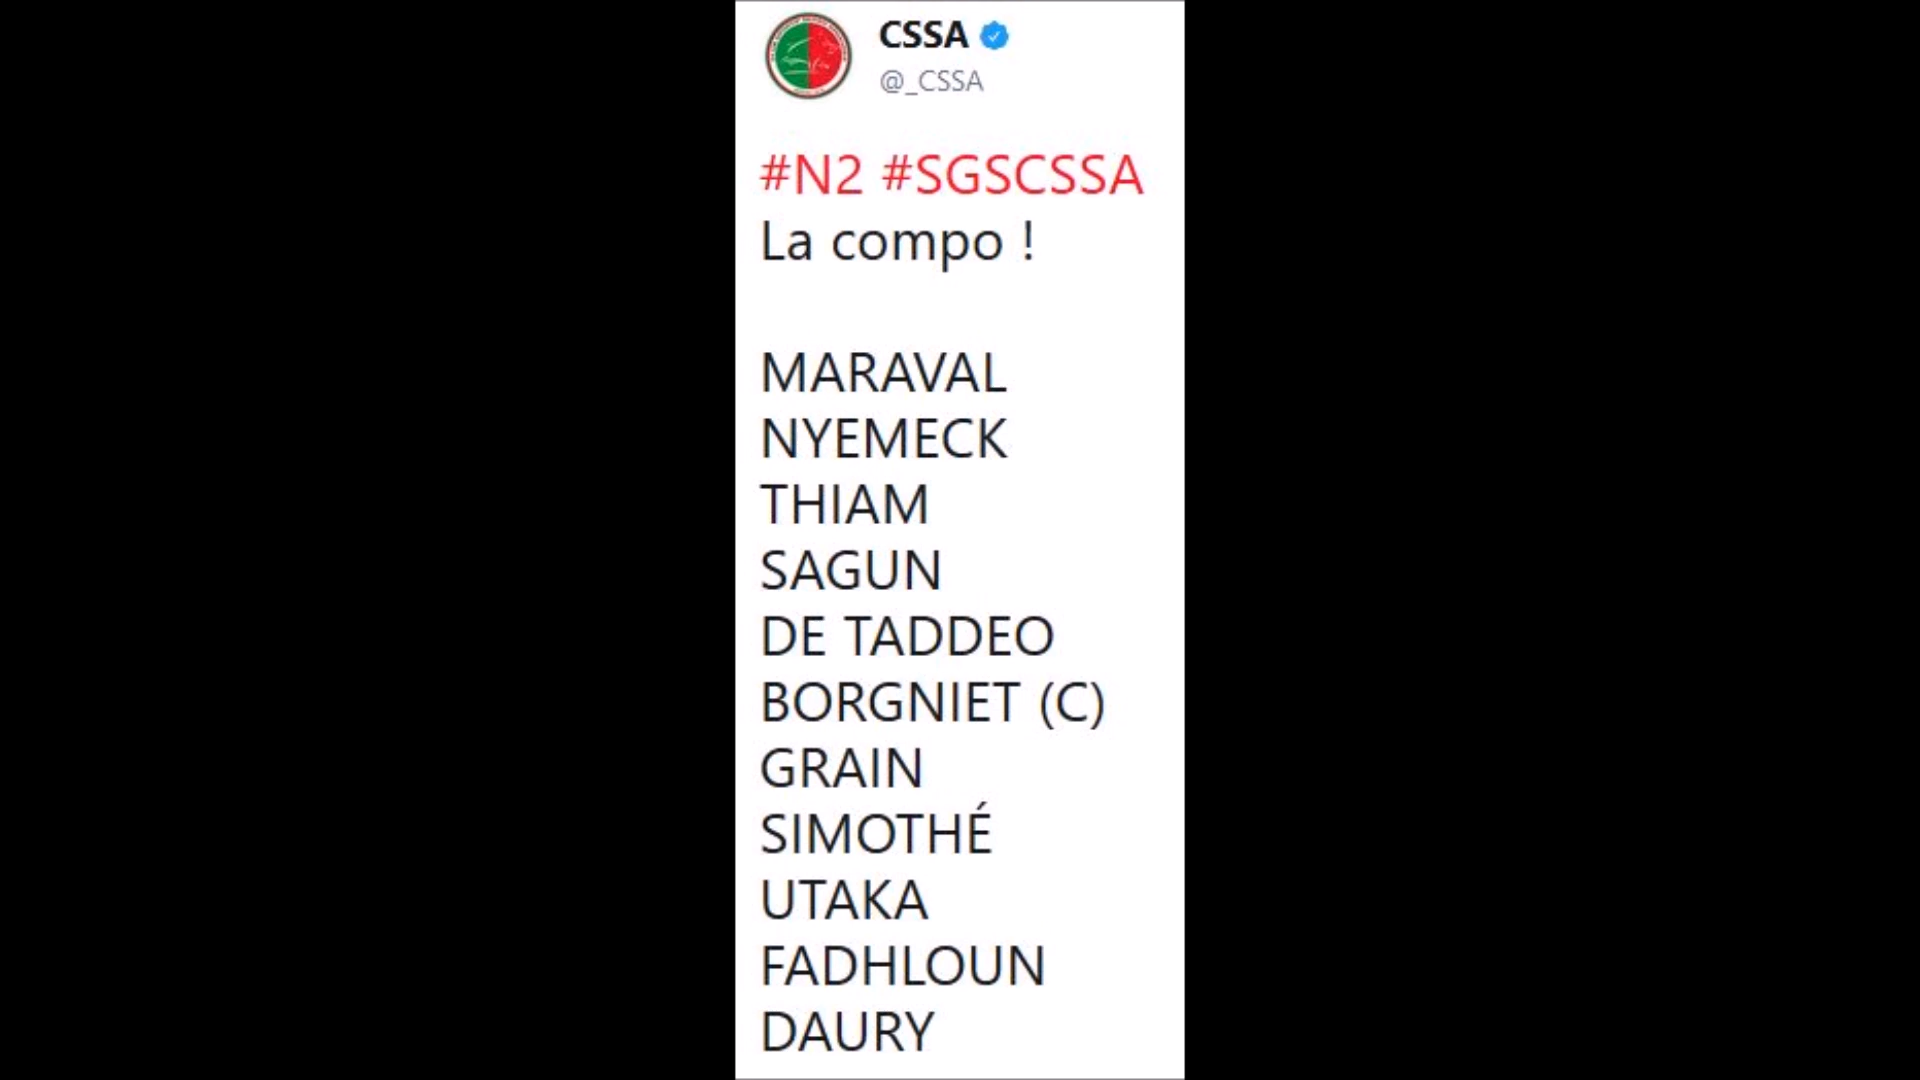 CSSA
@_CSSA
#N2 #SGSCSSA
La compo !
MARAVAL
NYEMECK
THIAM
SAGUN
DE TADDEO
BORGNIET (C)
GRAIN
SIMOTHÉ
UTAKA
FADHLOUN
DAURY